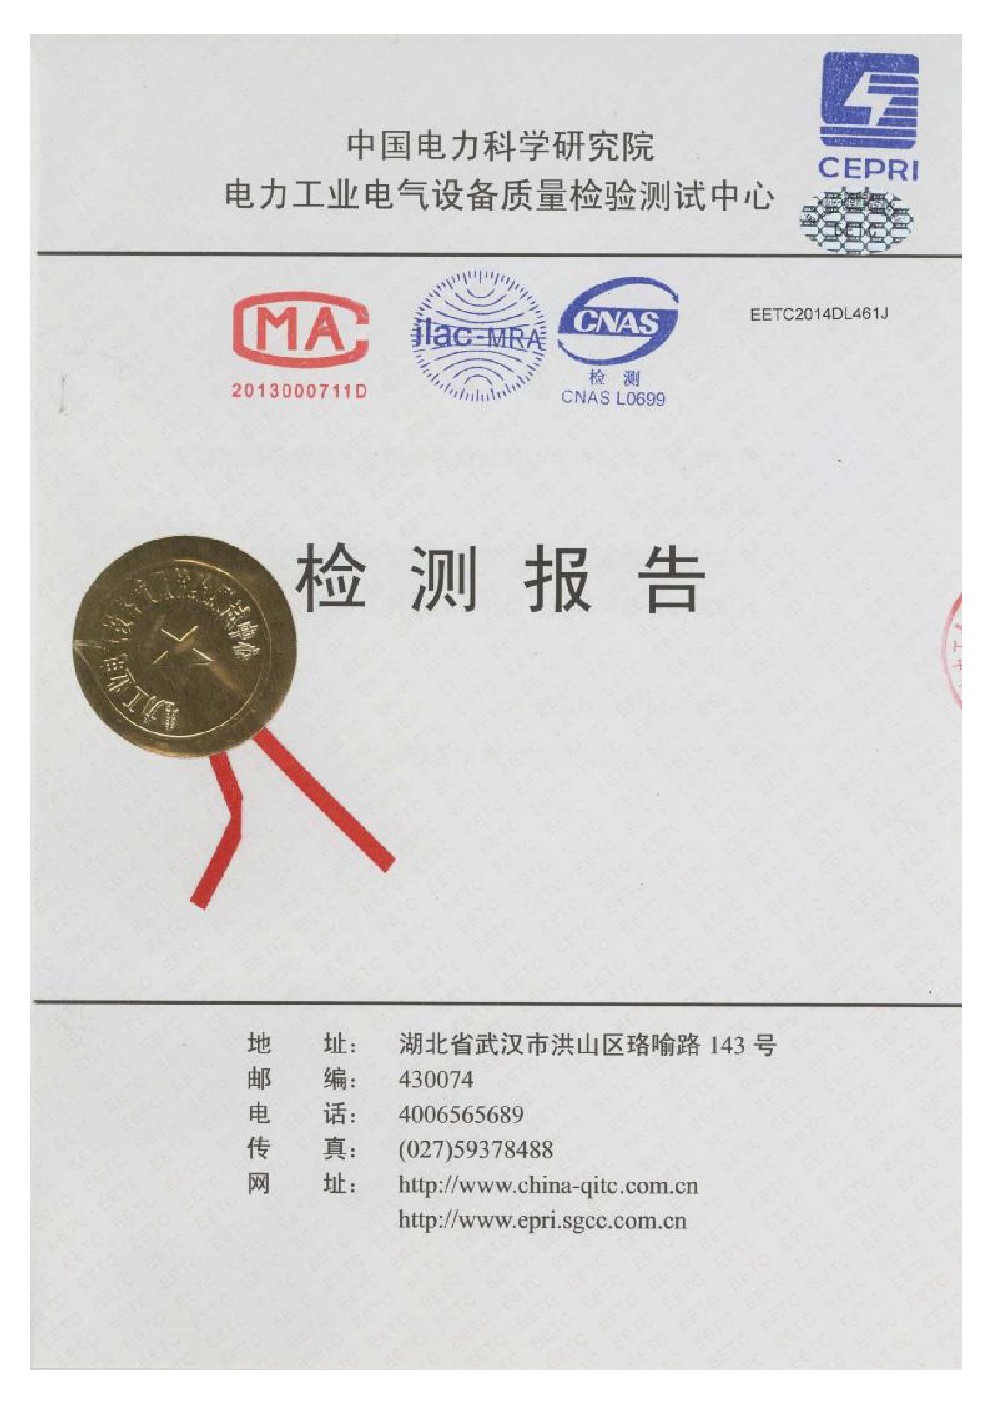 CEPRI
中国电力科学研究院
电力工业电气设备质量检验测试中心
EETC
MA
2013000711D
ilac-MRA
CNAS
检 测
CNAS L0699
EETC2014DL461J
检 测 报 告
地 址: 湖北省武汉市洪山区珞喻路 143 号
邮 编: 430074
电 话: 4006565689
传 真: (027)59378488
网 址: http://www.china-qitc.com.cn
http://www.epri.sgcc.com.cn